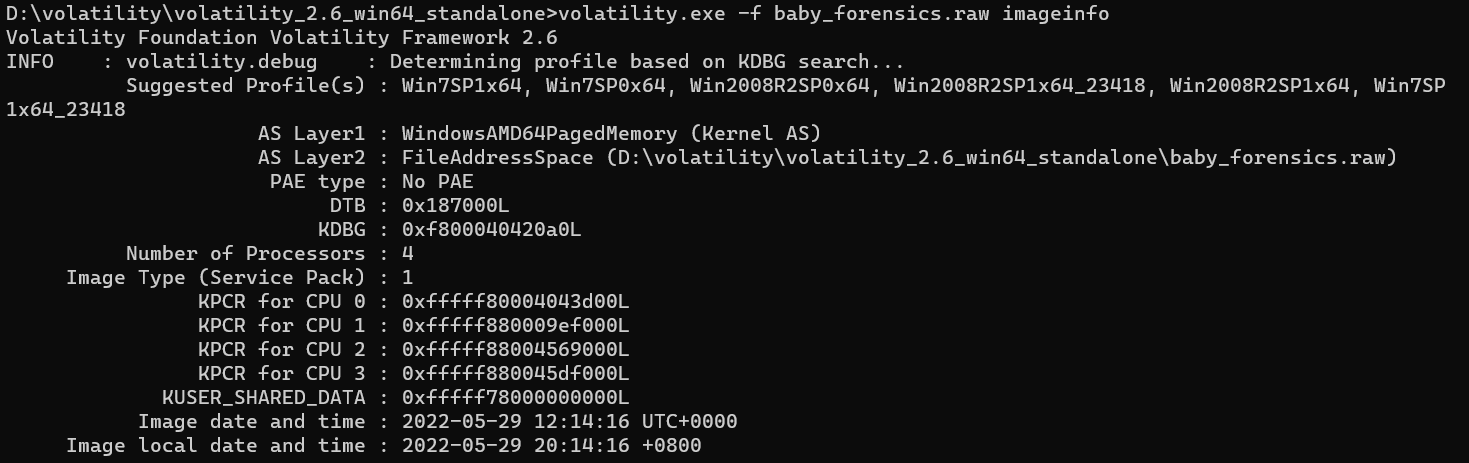 D:\volatility\volatility_2.6_win64_standalone>volatility.exe -f baby_forensics.raw imageinfo
Volatility Foundation Volatility Framework 2.6
INFO    : volatility.debug    : Determining profile based on KDBG search...
          Suggested Profile(s) : Win7SP1x64, Win7SP0x64, Win2008R2SP0x64, Win2008R2SP1x64_23418, Win2008R2SP1x64, Win7SP
1x64_23418
                     AS Layer1 : WindowsAMD64PagedMemory (Kernel AS)
                     AS Layer2 : FileAddressSpace (D:\volatility\volatility_2.6_win64_standalone\baby_forensics.raw)
                      PAE type : No PAE
                           DTB : 0x187000L
                          KDBG : 0xf800040420a0L
          Number of Processors : 4
     Image Type (Service Pack) : 1
                KPCR for CPU 0 : 0xfffff80004043d00L
                KPCR for CPU 1 : 0xfffff880009ef000L
                KPCR for CPU 2 : 0xfffff88004569000L
                KPCR for CPU 3 : 0xfffff880045df000L
             KUSER_SHARED_DATA : 0xfffff78000000000L
           Image date and time : 2022-05-29 12:14:16 UTC+0000
     Image local date and time : 2022-05-29 20:14:16 +0800